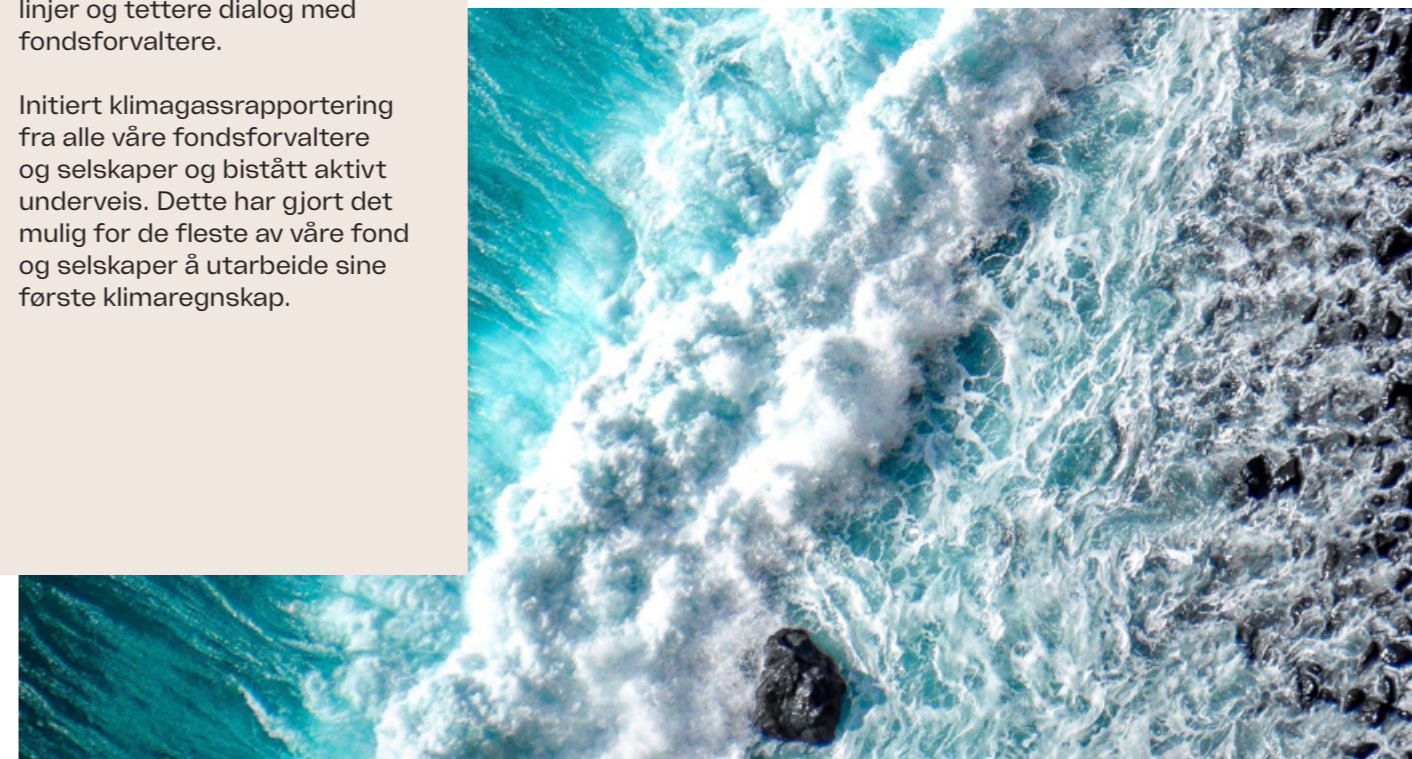 linjer og tettere dialog med
fondsforvaltere.
Initiert klimagassrapportering
fra alle våre fondsforvaltere
og selskaper og bistått aktivt
underveis. Dette har gjort det
mulig for de fleste av våre fond
og selskaper å utarbeide sine
første klimaregnskap.